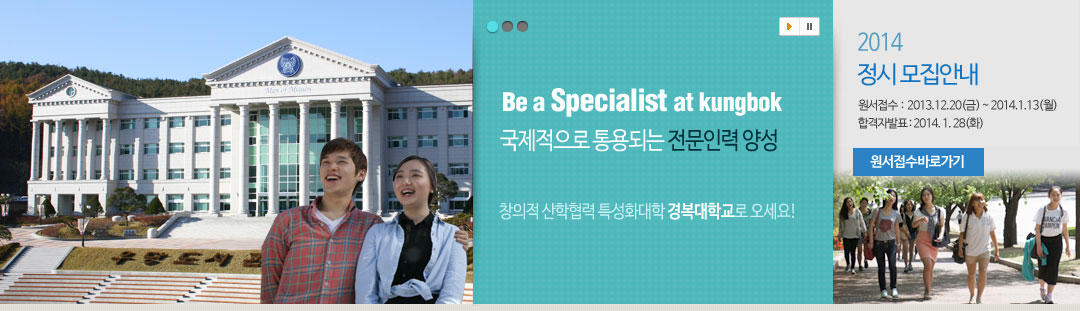 Man of Mission
Be a Specialist at kungbok
국제적으로 통용되는 전문인력 양성
창의적 산학협력 특성화대학 경복대학교로 오세요!
2014
정시 모집안내
원서접수 : 2013.12.20(금) ~ 2014.1.13(월)
합격자발표 : 2014. 1. 28(화)
원서접수바로가기